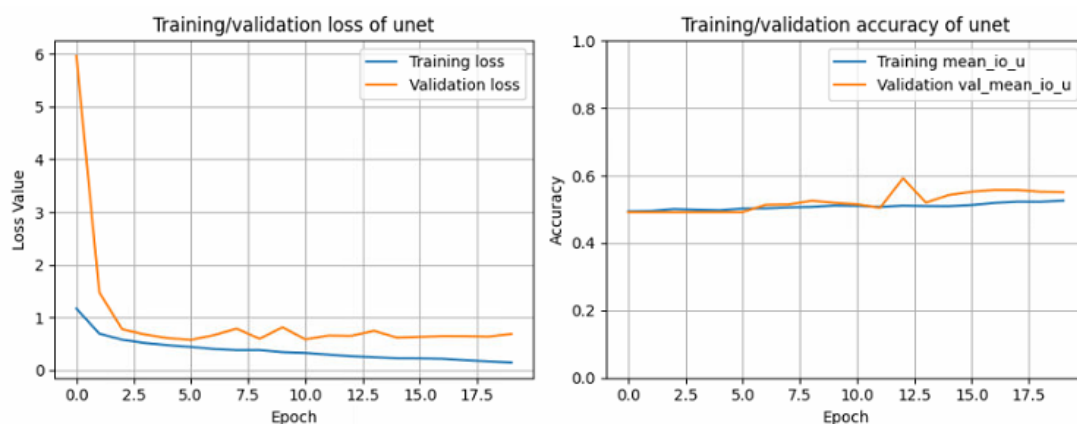 Training/validation loss of unet
6
5
4
3
2
1
0
Loss Value
Training loss
Validation loss
0.0 2.5 5.0 7.5 10.0 12.5 15.0 17.5
Epoch
Training/validation accuracy of unet
1.0
0.8
0.6
0.4
0.2
0.0
Accuracy
Training mean_io_u
Validation val_mean_io_u
0.0 2.5 5.0 7.5 10.0 12.5 15.0 17.5
Epoch